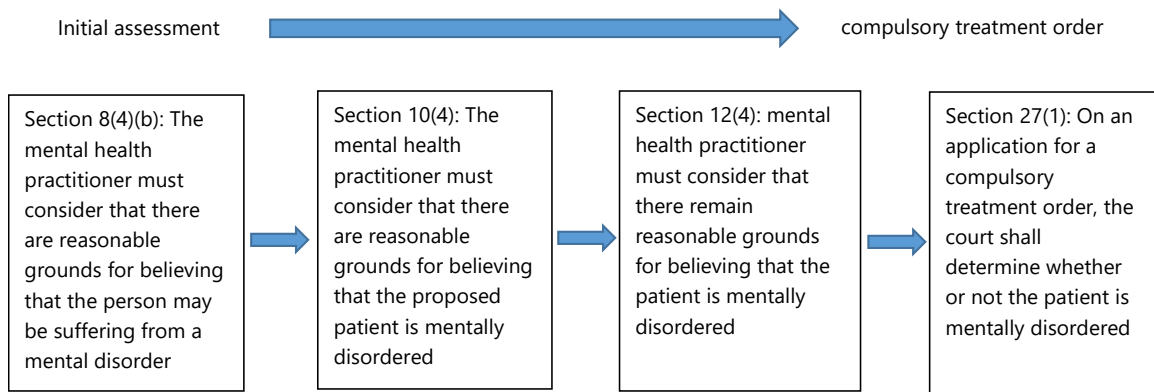 Initial assessment
compulsory treatment order
Section 8(4)(b): The
mental health
practitioner must
consider that there
are reasonable
grounds for believing
that the person may
be suffering from a
mental disorder
Section 10(4): The
mental health
practitioner must
consider that there
are reasonable
grounds for believing
that the proposed
patient is mentally
disordered
Section 12(4): mental
health practitioner
must consider that
there remain
reasonable grounds
for believing that the
patient is mentally
disordered
Section 27(1): On an
application for a
compulsory
treatment order, the
court shall
determine whether
or not the patient is
mentally disordered